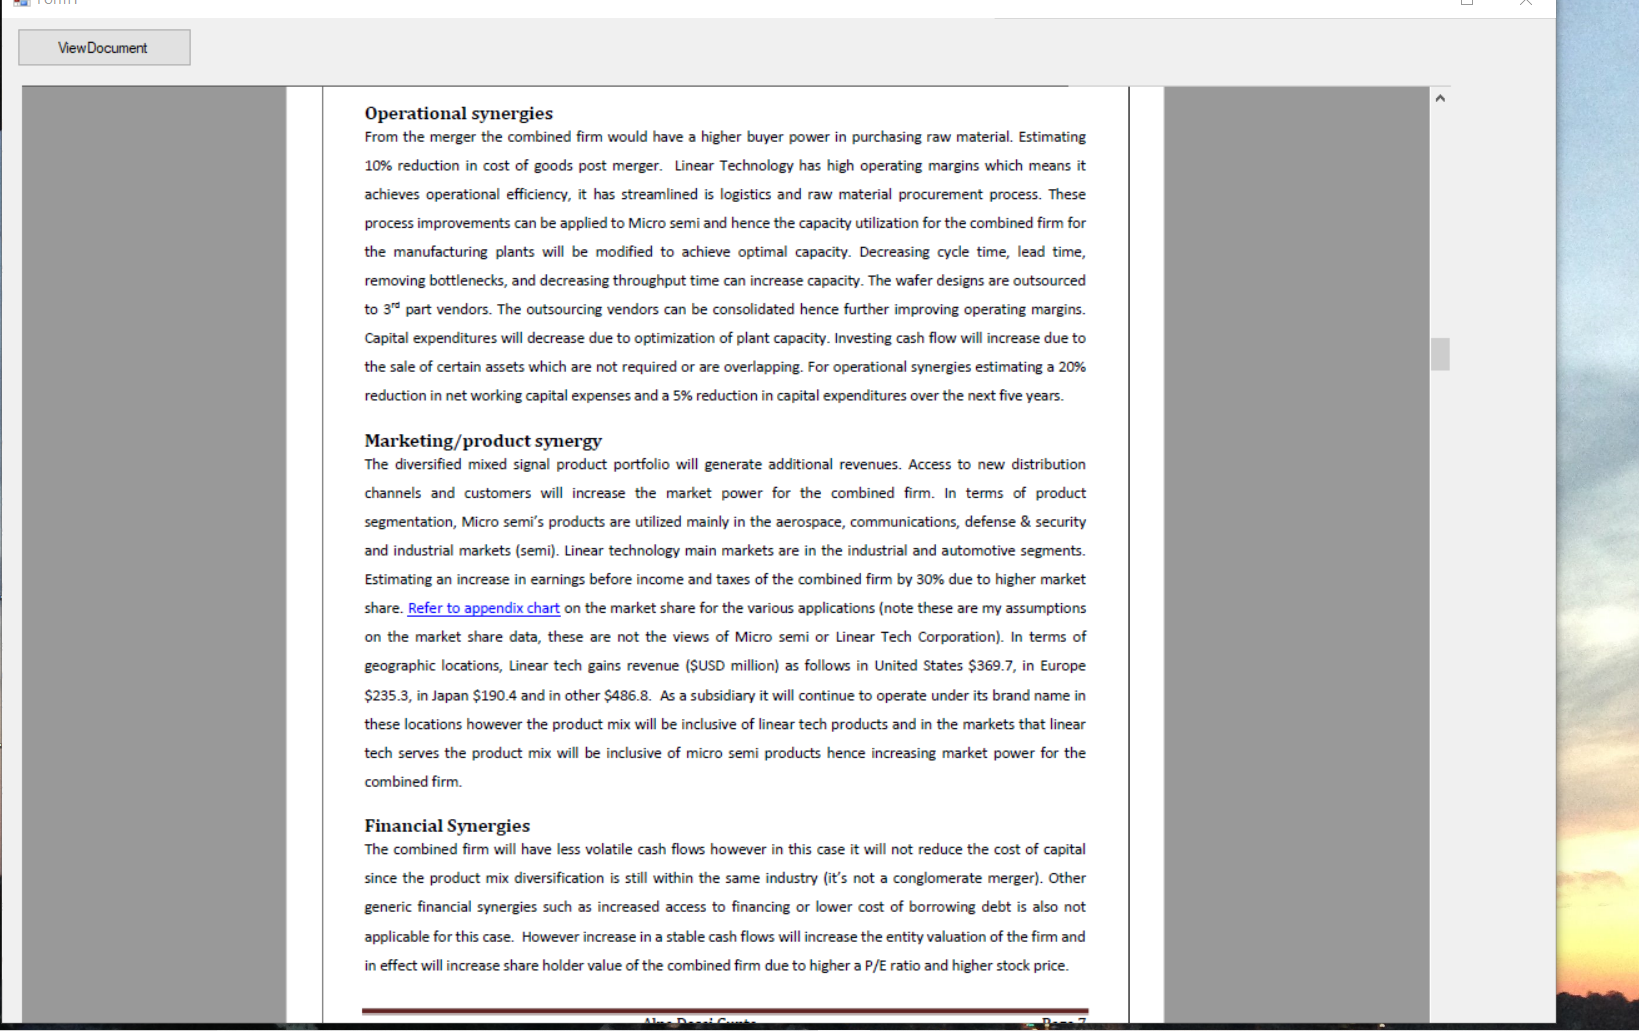 ViewDocument
Operational synergies
From the merger the combined firm would have a higher buyer power in purchasing raw material. Estimating
10% reduction in cost of goods post merger.  Linear Technology has high operating margins which means it
achieves operational efficiency, it has streamlined is logistics and raw material procurement process. These
process improvements can be applied to Micro semi and hence the capacity utilization for the combined firm for
the manufacturing plants will be modified to achieve optimal capacity. Decreasing cycle time, lead time,
removing bottlenecks, and decreasing throughput time can increase capacity. The wafer designs are outsourced
to 3rd part vendors. The outsourcing vendors can be consolidated hence further improving operating margins.
Capital expenditures will decrease due to optimization of plant capacity. Investing cash flow will increase due to
the sale of certain assets which are not required or are overlapping. For operational synergies estimating a 20%
reduction in net working capital expenses and a 5% reduction in capital expenditures over the next five years.
Marketing/product synergy
The diversified mixed signal product portfolio will generate additional revenues. Access to new distribution
channels and customers will increase the market power for the combined firm. In terms of product
segmentation, Micro semi's products are utilized mainly in the aerospace, communications, defense & security
and industrial markets (semi). Linear technology main markets are in the industrial and automotive segments.
Estimating an increase in earnings before income and taxes of the combined firm by 30% due to higher market
share. Refer to appendix chart on the market share for the various applications (note these are my assumptions
on the market share data, these are not the views of Micro semi or Linear Tech Corporation). In terms of
geographic locations, Linear tech gains revenue ($USD million) as follows in United States $369.7, in Europe
$235.3, in Japan $190.4 and in other $486.8.  As a subsidiary it will continue to operate under its brand name in
these locations however the product mix will be inclusive of linear tech products and in the markets that linear
tech serves the product mix will be inclusive of micro semi products hence increasing market power for the
combined firm.
Financial Synergies
The combined firm will have less volatile cash flows however in this case it will not reduce the cost of capital
since the product mix diversification is still within the same industry (it's not a conglomerate merger). Other
generic financial synergies such as increased access to financing or lower cost of borrowing debt is also not
applicable for this case.  However increase in a stable cash flows will increase the entity valuation of the firm and
in effect will increase share holder value of the combined firm due to higher a P/E ratio and higher stock price.
Page 7